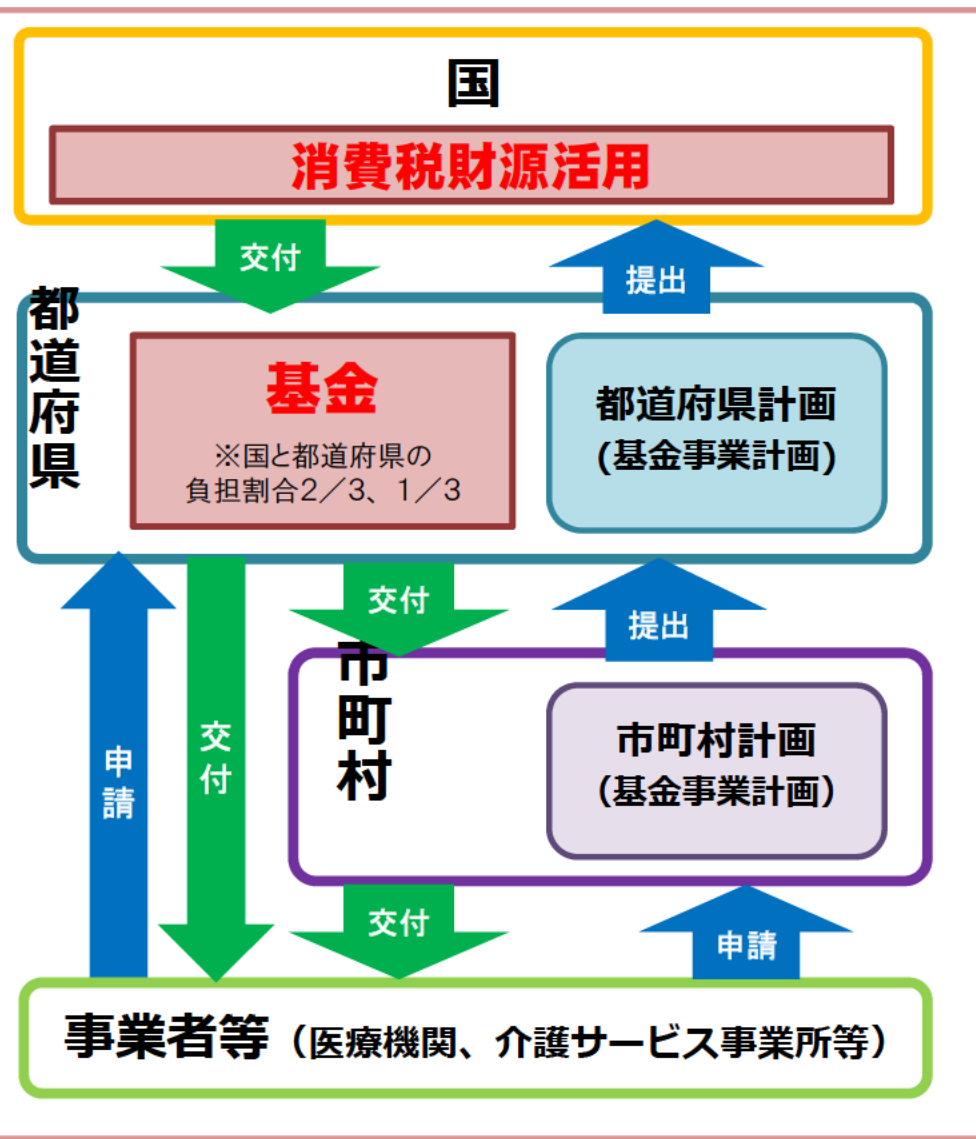 国
消費税財源活用
交付
提出
都道府県
基金
※国と都道府県の
負担割合2／3、1／3
都道府県計画
(基金事業計画)
交付
提出
市町村
市町村計画
（基金事業計画）
申請
交付
交付
申請
事業者等（医療機関、介護サービス事業所等）